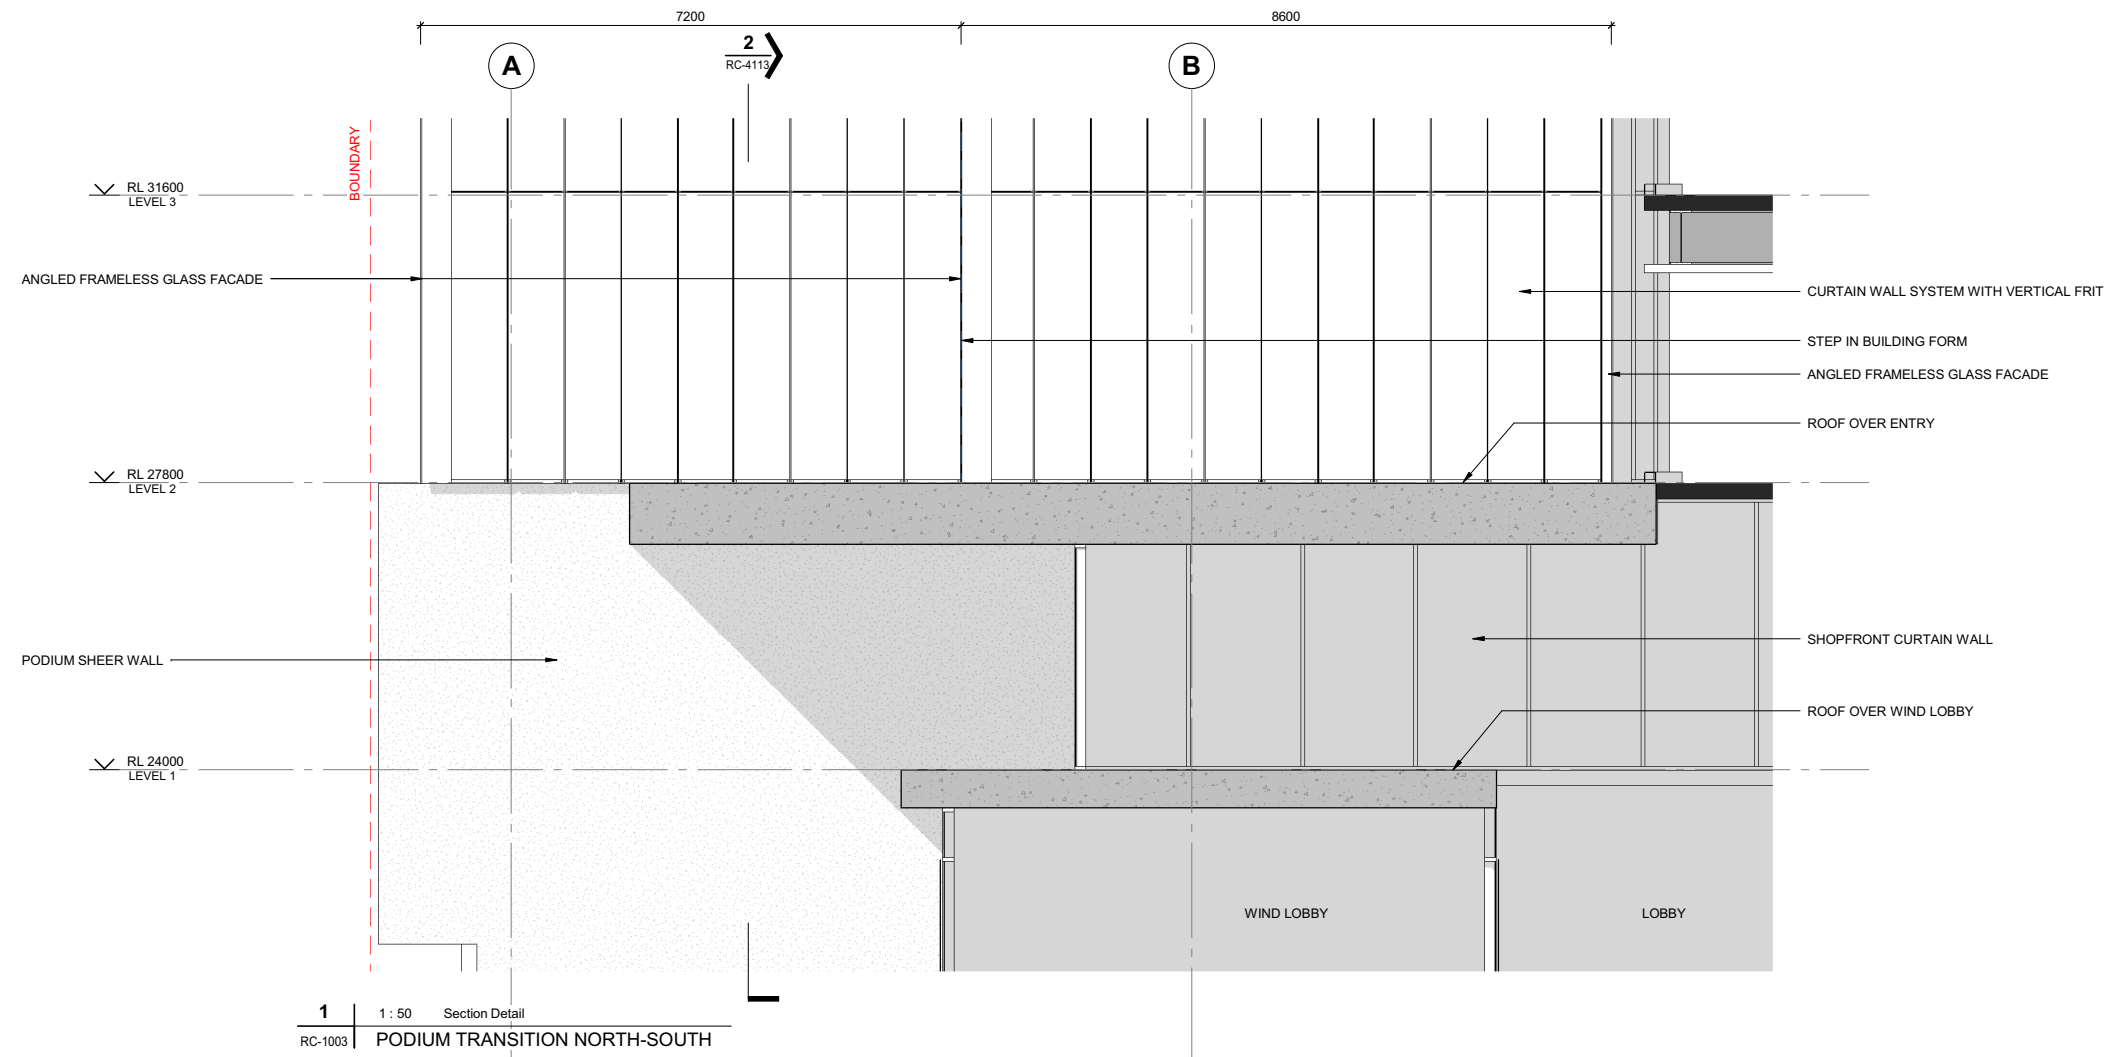 7200
8600
2
RC-4113
A
B
BOUNDARY
RL 31600
LEVEL 3
ANGLED FRAMELESS GLASS FACADE
CURTAIN WALL SYSTEM WITH VERTICAL FRIT
STEP IN BUILDING FORM
ANGLED FRAMELESS GLASS FACADE
ROOF OVER ENTRY
RL 27800
LEVEL 2
SHOPFRONT CURTAIN WALL
PODIUM SHEER WALL
ROOF OVER WIND LOBBY
RL 24000
LEVEL 1
WIND LOBBY
LOBBY
1
1 : 50 Section Detail
RC-1003
PODIUM TRANSITION NORTH-SOUTH